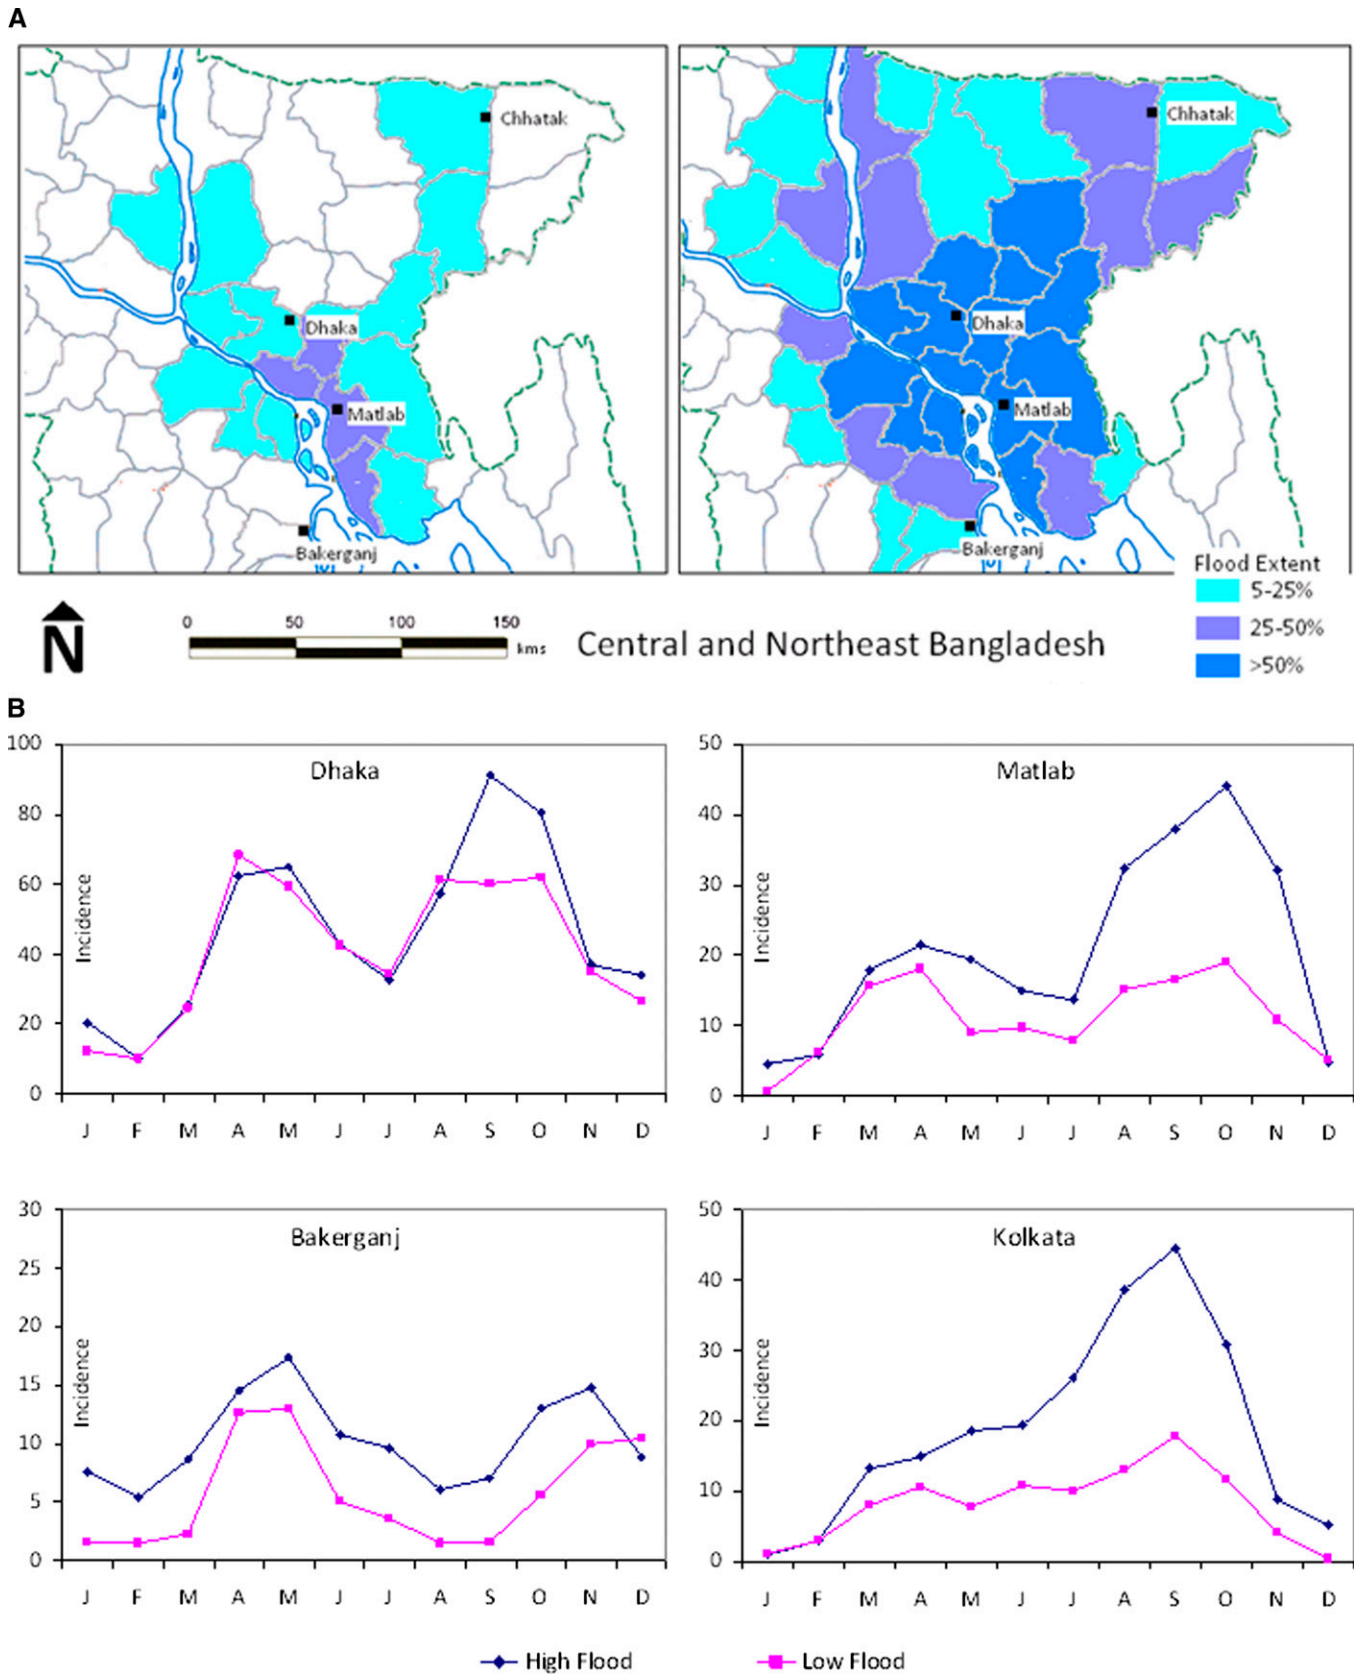 A
Chhatak
Dhaka
Matlab
Bakerganj
Chhatak
Dhaka
Matlab
Bakerganj
Flood Extent
5-25%
25-50%
>50%
N
0 50 100 150
kms
Central and Northeast Bangladesh
B
Dhaka
Incidence
100
80
60
40
20
0
J F M A M J J A S O N D
Matlab
Incidence
50
40
30
20
10
0
J F M A M J J A S O N D
Bakerganj
Incidence
30
25
20
15
10
5
0
J F M A M J J A S O N D
Kolkata
Incidence
50
40
30
20
10
0
J F M A M J J A S O N D
High Flood
Low Flood